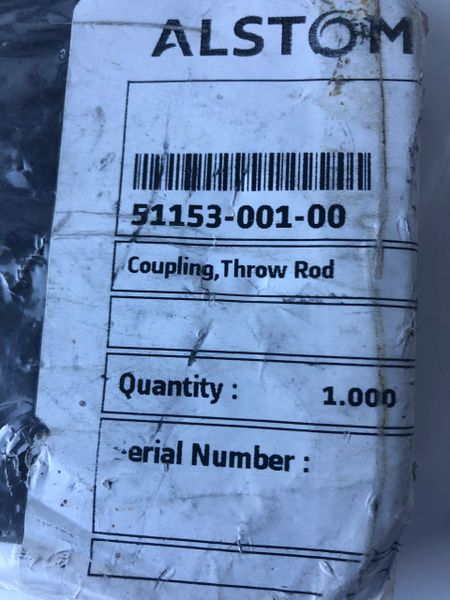 ALSTOM
51153-001-00
Coupling,Throw Rod
Quantity : 1.000
erial Number :